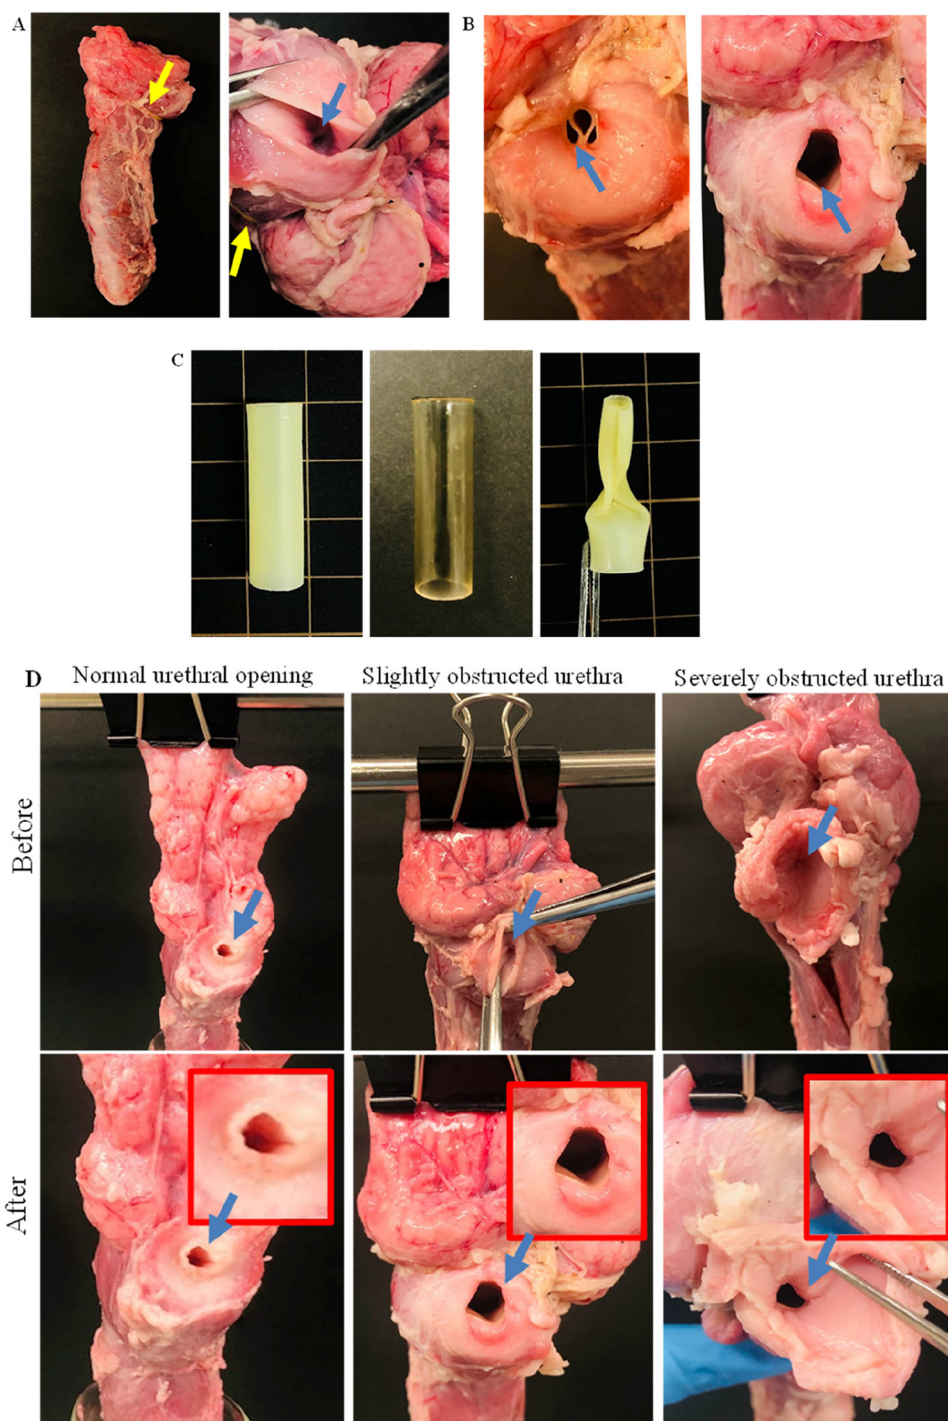 A
B
C
D
Normal urethral opening
Slightly obstructed urethra
Severely obstructed urethra
Before
After